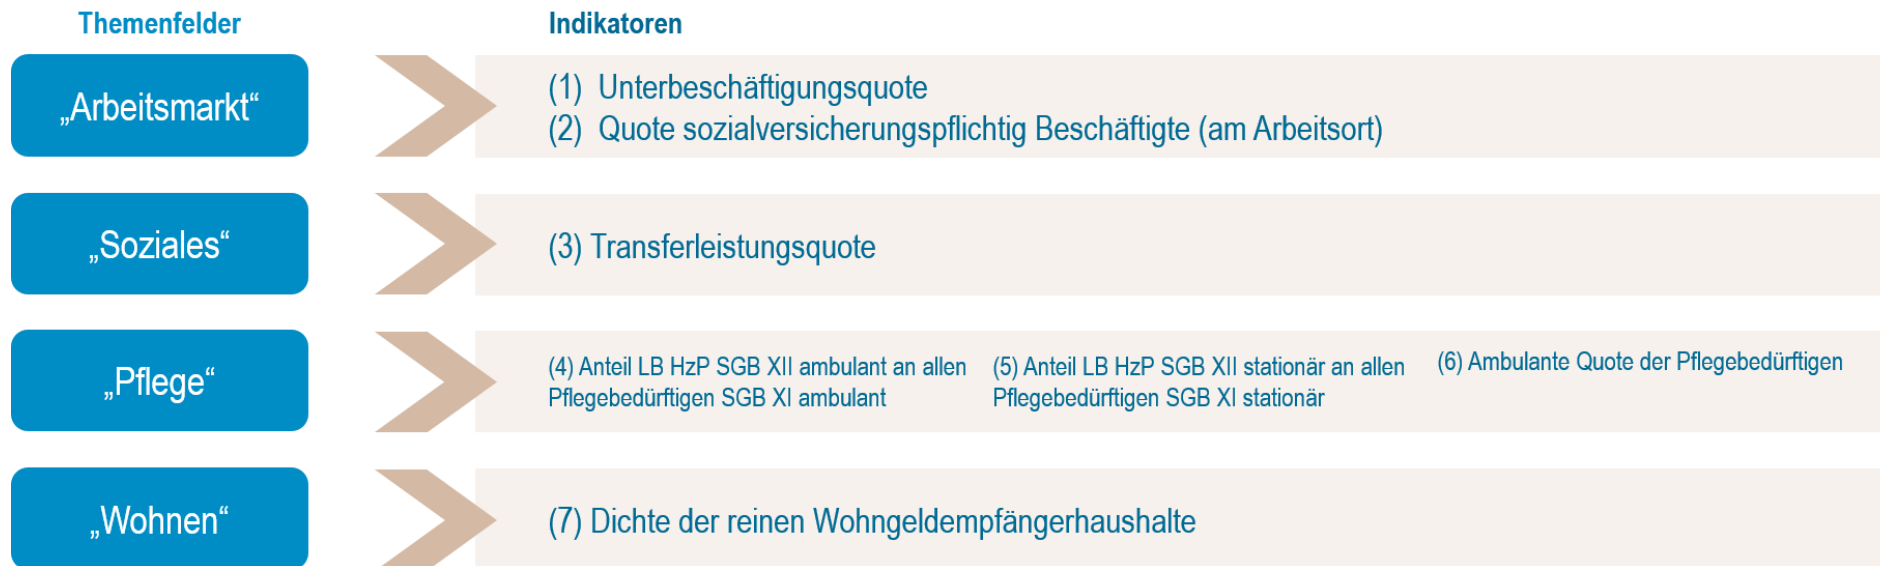 Themenfelder
Indikatoren
„Arbeitsmarkt“
(1) Unterbeschäftigungsquote
(2) Quote sozialversicherungspflichtig Beschäftigte (am Arbeitsort)
„Soziales“
(3) Transferleistungsquote
„Pflege“
(4) Anteil LB HzP SGB XII ambulant an allen
Pflegebedürftigen SGB XI ambulant
(5) Anteil LB HzP SGB XII stationär an allen
Pflegebedürftigen SGB XI stationär
(6) Ambulante Quote der Pflegebedürftigen
„Wohnen“
(7) Dichte der reinen Wohngeldempfängerhaushalte